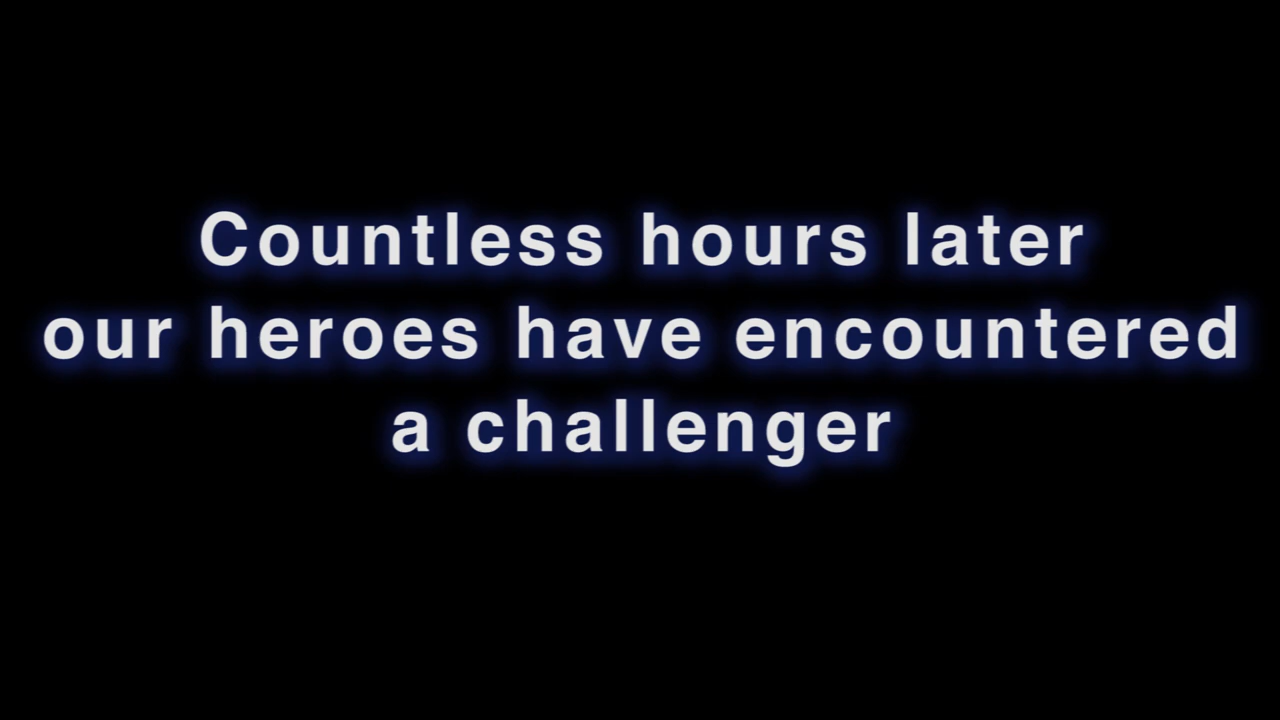 Countless hours later
our heroes have encountered
a challenger